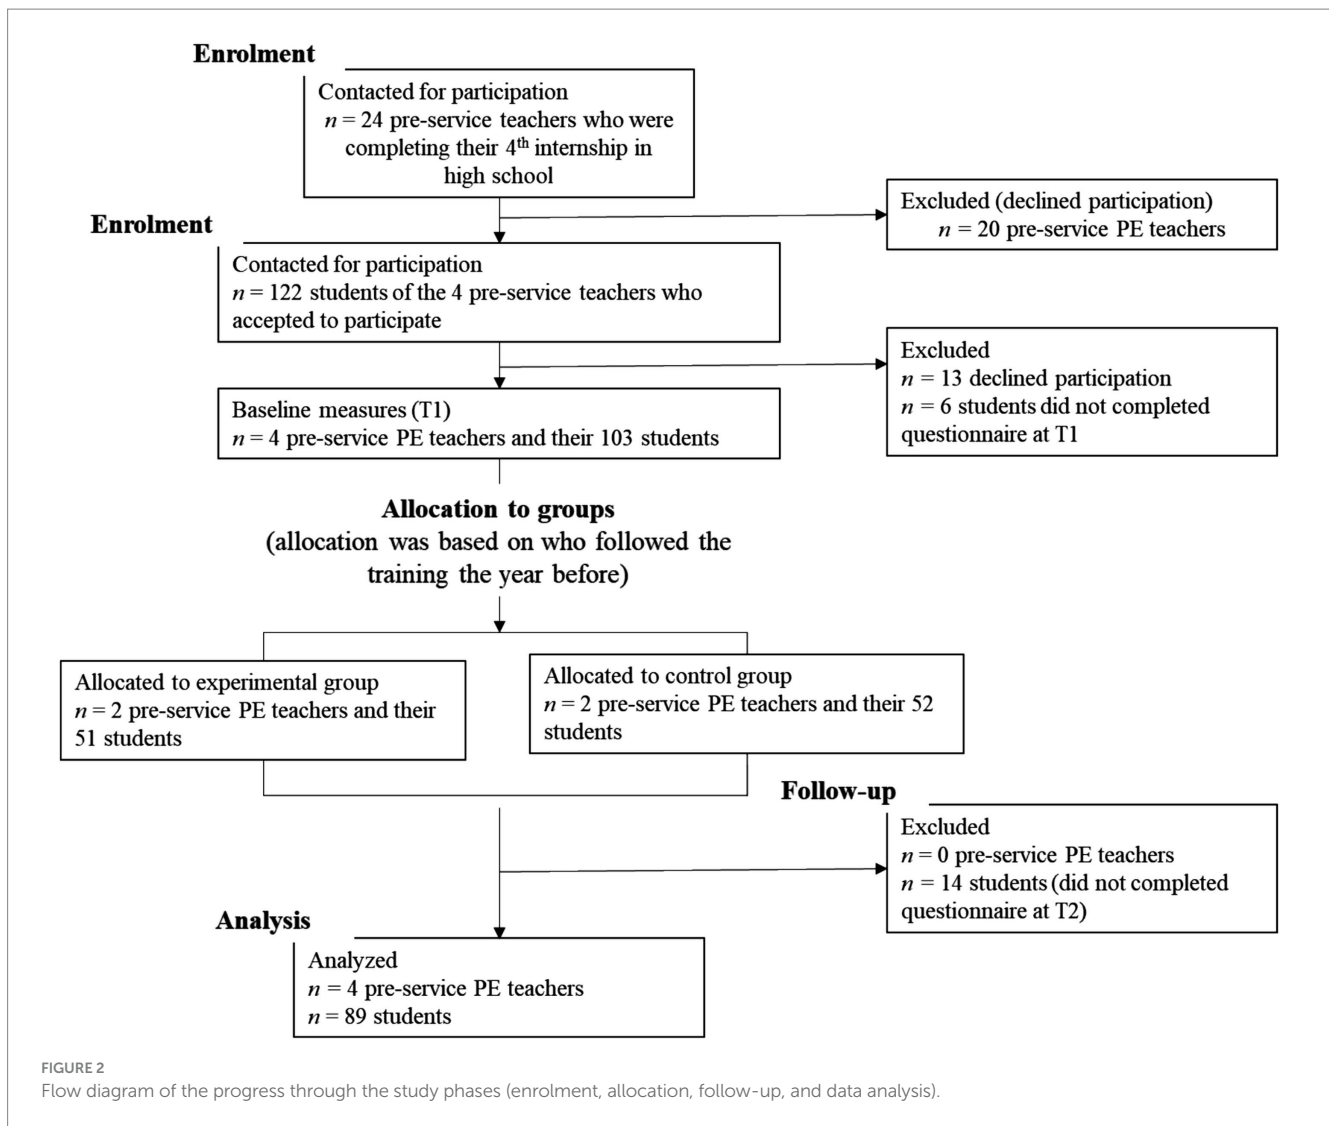 Enrolment
Contacted for participation
n = 24 pre-service teachers who were
completing their 4th internship in
high school
Excluded (declined participation)
n = 20 pre-service PE teachers
Enrolment
Contacted for participation
n = 122 students of the 4 pre-service teachers who
accepted to participate
Excluded
n = 13 declined participation
n = 6 students did not completed
questionnaire at T1
Baseline measures (T1)
n = 4 pre-service PE teachers and their 103 students
Allocation to groups
(allocation was based on who followed the
training the year before)
Allocated to experimental group
n = 2 pre-service PE teachers and their
51 students
Allocated to control group
n = 2 pre-service PE teachers and their 52
students
Follow-up
Excluded
n = 0 pre-service PE teachers
n = 14 students (did not completed
questionnaire at T2)
Analysis
Analyzed
n = 4 pre-service PE teachers
n = 89 students
FIGURE 2
Flow diagram of the progress through the study phases (enrolment, allocation, follow-up, and data analysis).